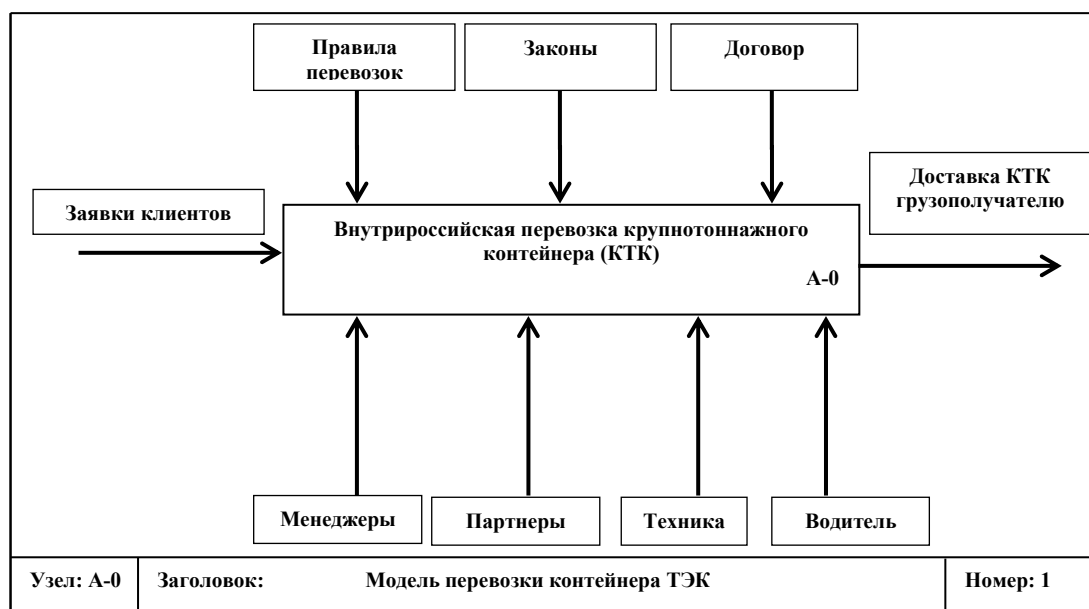 Правила
перевозок
Законы
Договор
Заявки клиентов
Доставка КТК
грузополучателю
Внутрироссийская перевозка крупнотоннажного
контейнера (КТК)
А-0
Менеджеры
Партнеры
Техника
Водитель
Узел: А-0
Заголовок:
Модель перевозки контейнера ТЭК
Номер: 1